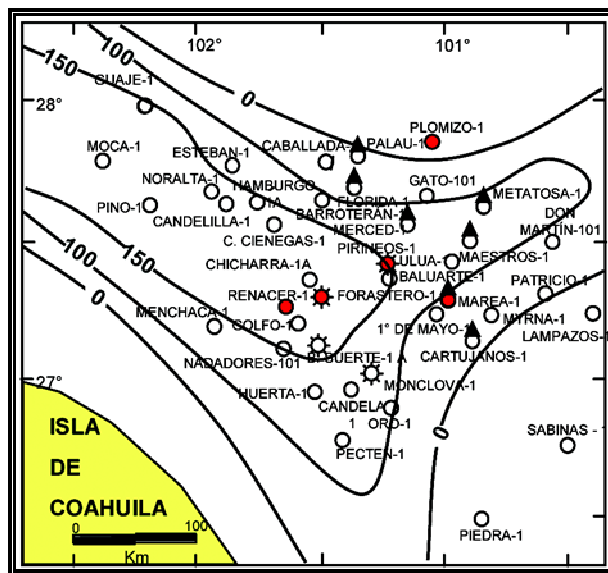 102° 101°
100
150
0
GUAJE-1
28°
PLOMIZO-1
MOCA-1
ESTEBAN-1
CABALLADA
PALAU-1
NORALTA-1
HAMBURGO
1A
FLORIDA-1
GATO-101
METATOSA-1
PINO-1
CANDELILLA-1
BARROTERAN-1
MERCED-1
DON
MARTIN-101
C. CIENEGAS-1
PIRINEOS-1
ULUA-1
MAESTROS-1
150
CHICHARRA-1A
BALUARTE-1
PATRICIO-1
100
RENACER-1
FORASTERO-1
MAREA-1
0
MENCHACA-1
GOLFO-1
1° DE MAYO-1
MYRNA-1
LAMPAZOS-1
NADADORES-101
BUERTE-1 A
CARTUJANOS-1
27°
MONCLOVA-1
HUERTA-1
CANDELA
1
ORO-1
0
ISLA
DE
COAHUILA
PECTEN-1
SABINAS - 1
0 100
Km
PIEDRA-1